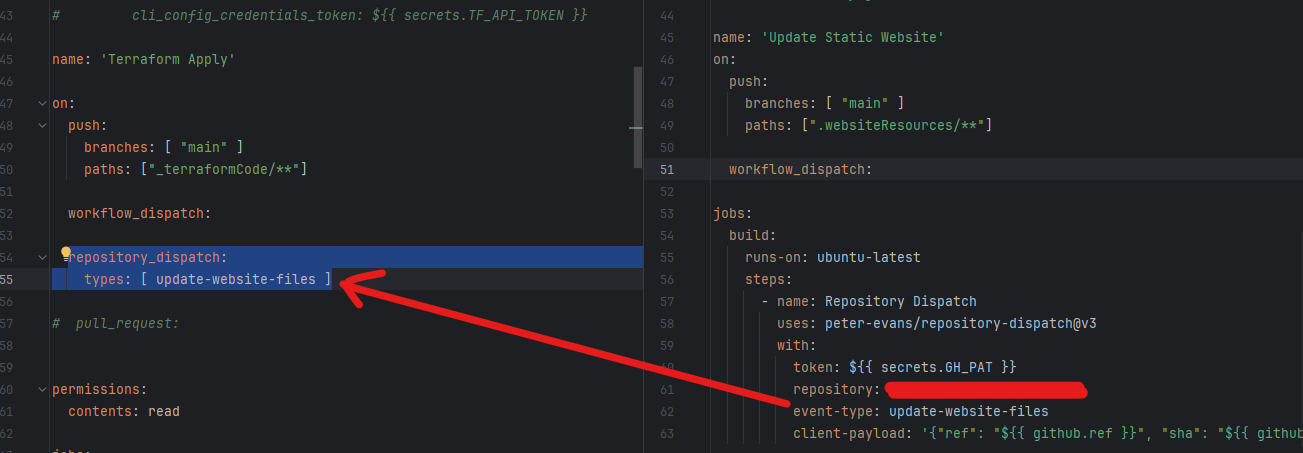 43 #         cli_config_credentials_token: ${{ secrets.TF_API_TOKEN }}
44
45 name: 'Terraform Apply'
46
47 on:
48   push:
49     branches: [ "main" ]
50     paths: ["_terraformCode/**"]
51
52   workflow_dispatch:
53
54   repository_dispatch:
55     types: [ update-website-files ]
56
57 #  pull_request:
58
59
60 permissions:
61   contents: read
62
44
45 name: 'Update Static Website'
46 on:
47   push:
48     branches: [ "main" ]
49     paths: [".websiteResources/**"]
50
51   workflow_dispatch:
52
53 jobs:
54   build:
55     runs-on: ubuntu-latest
56     steps:
57       - name: Repository Dispatch
58         uses: peter-evans/repository-dispatch@v3
59         with:
60           token: ${{ secrets.GH_PAT }}
61           repository:
62           event-type: update-website-files
63           client-payload: '{"ref": "${{ github.ref }}", "sha": "${{ github